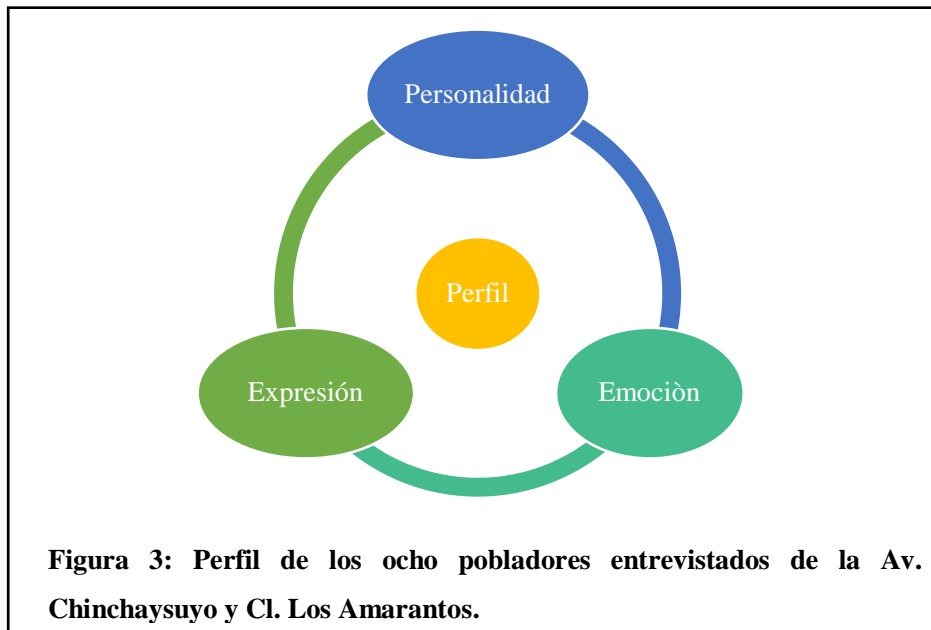 Personalidad
Perfil
Expresión
Emociòn
Figura 3: Perfil de los ocho pobladores entrevistados de la Av.
Chinchaysuyo y Cl. Los Amarantos.